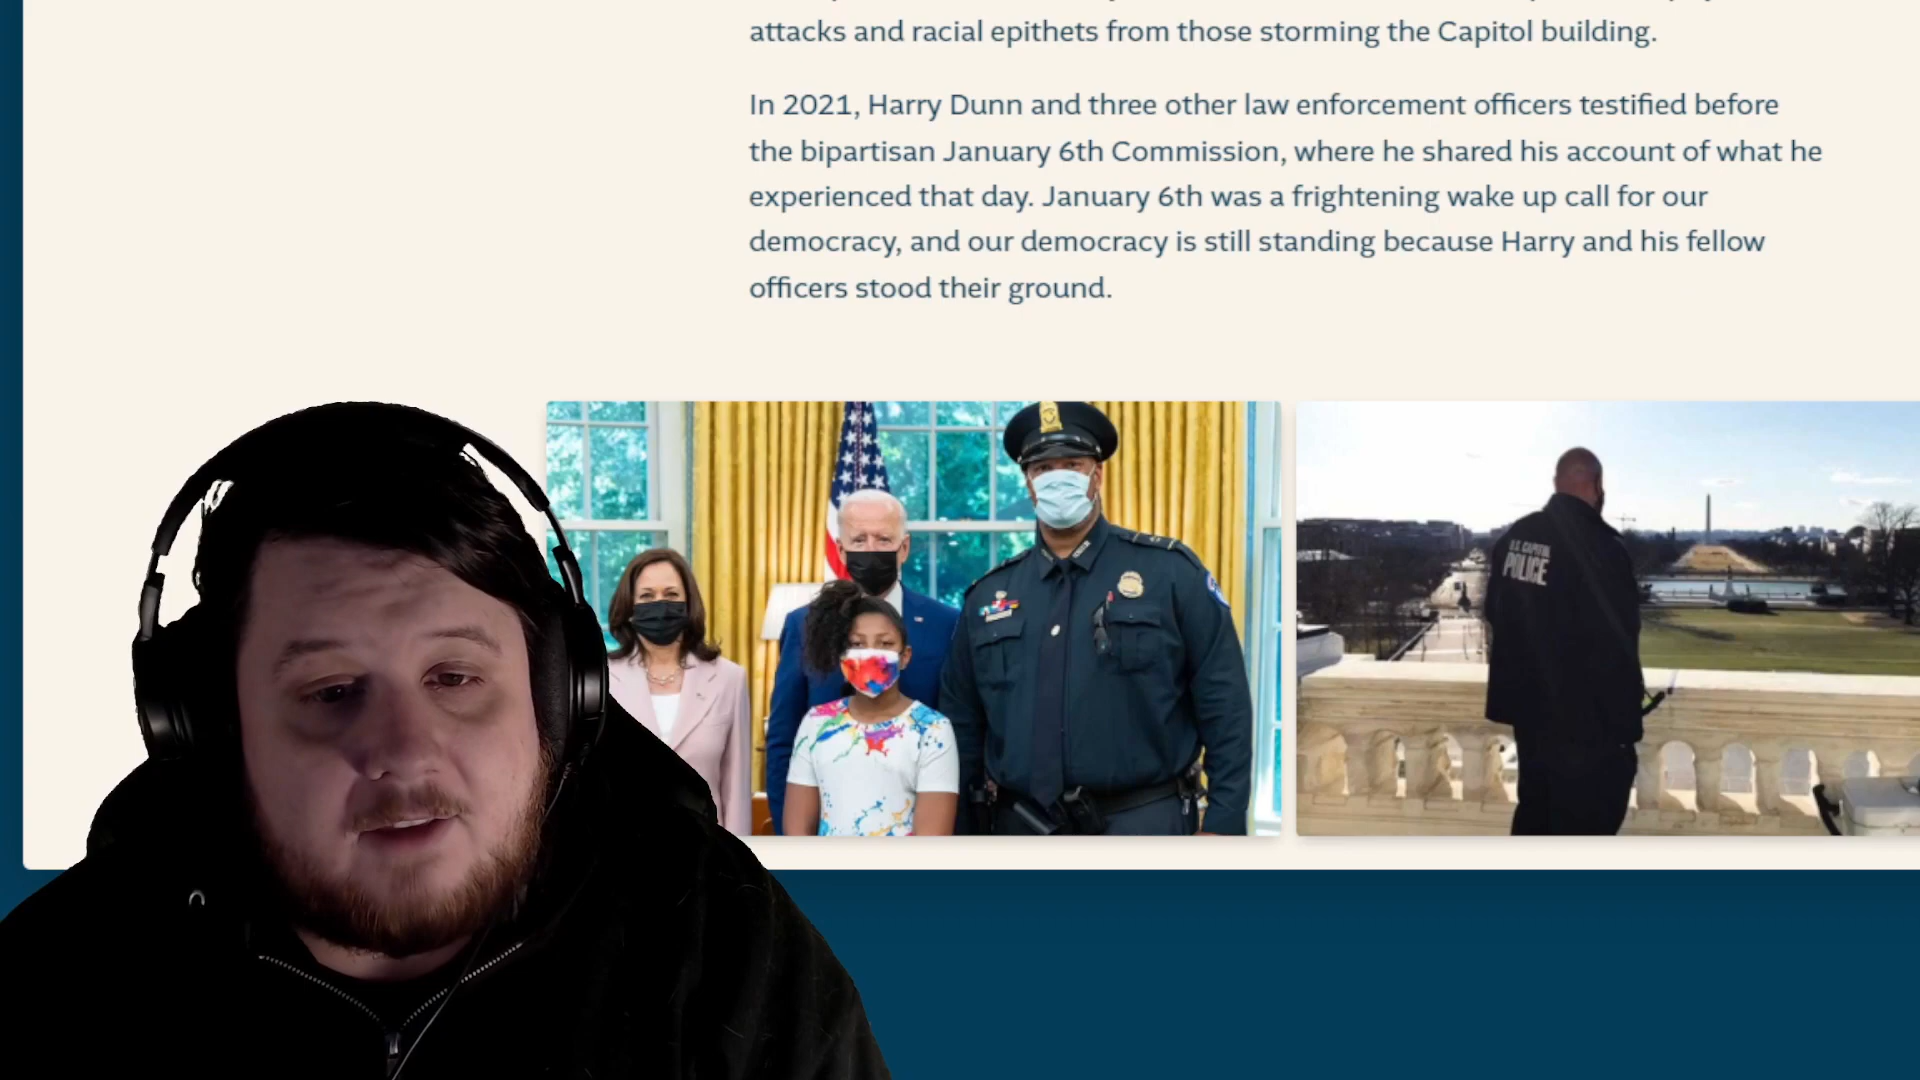 attacks and racial epithets from those storming the Capitol building.
In 2021, Harry Dunn and three other law enforcement officers testified before
the bipartisan January 6th Commission, where he shared his account of what he
experienced that day. January 6th was a frightening wake up call for our
democracy, and our democracy is still standing because Harry and his fellow
officers stood their ground.
U.S. CAPITOL
POLICE